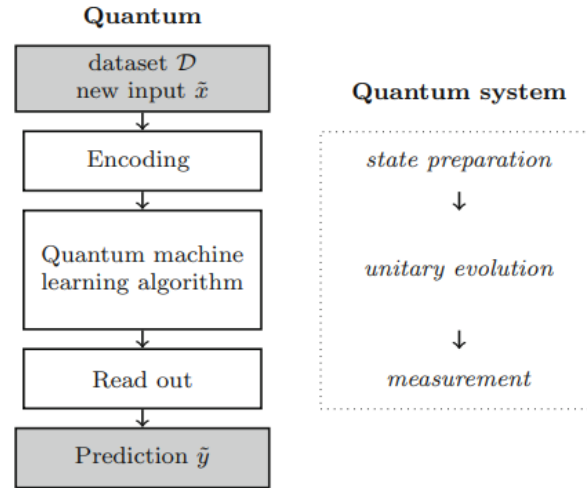 Quantum
dataset 𝒟
new input x̃
Encoding
Quantum machine
learning algorithm
Read out
Prediction ỹ
Quantum system
state preparation
↓
unitary evolution
↓
measurement